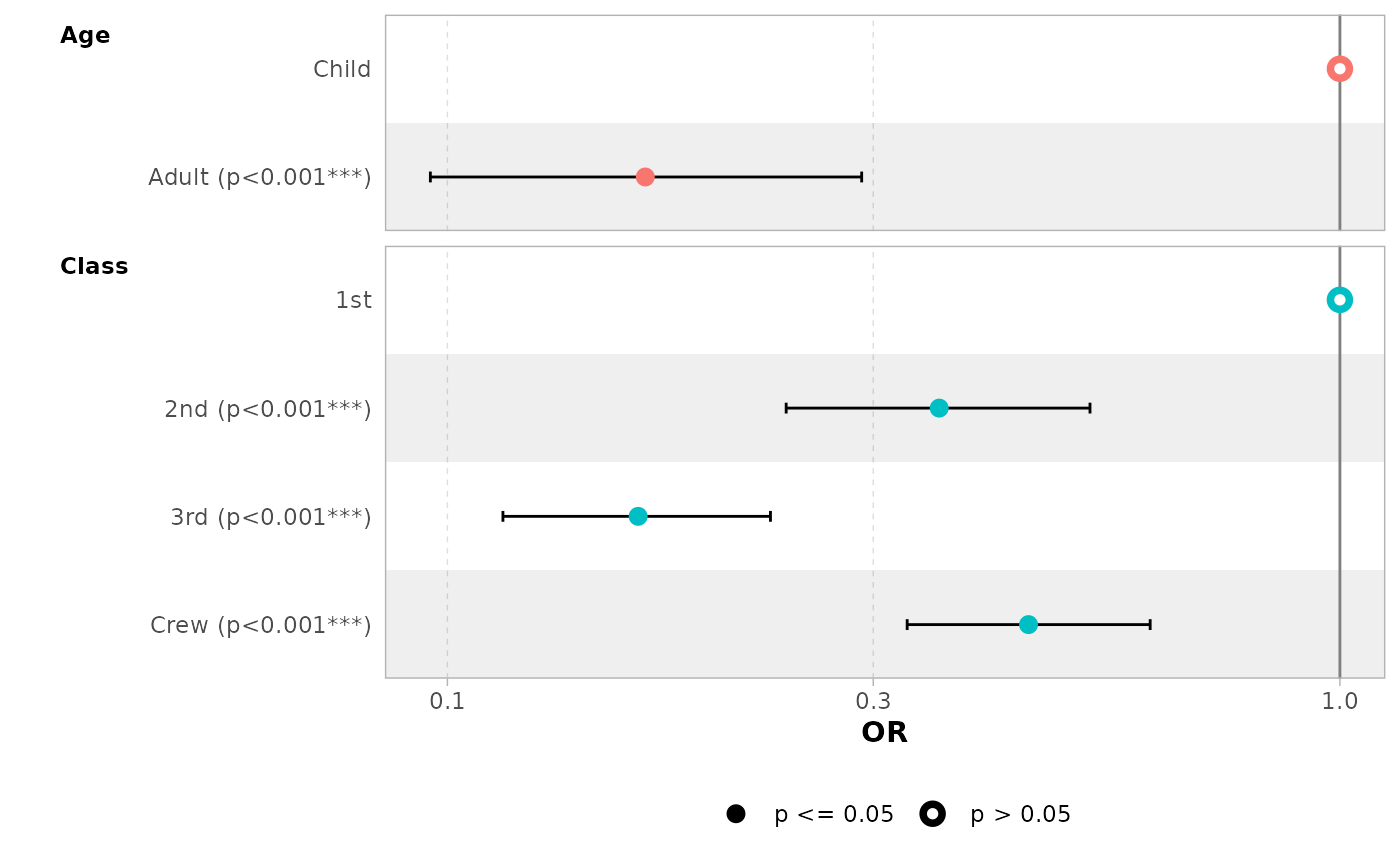 Age
Child
Adult (p<0.001***)
Class
1st
2nd (p<0.001***)
3rd (p<0.001***)
Crew (p<0.001***)
0.1 0.3 1.0
OR
p <= 0.05 p > 0.05